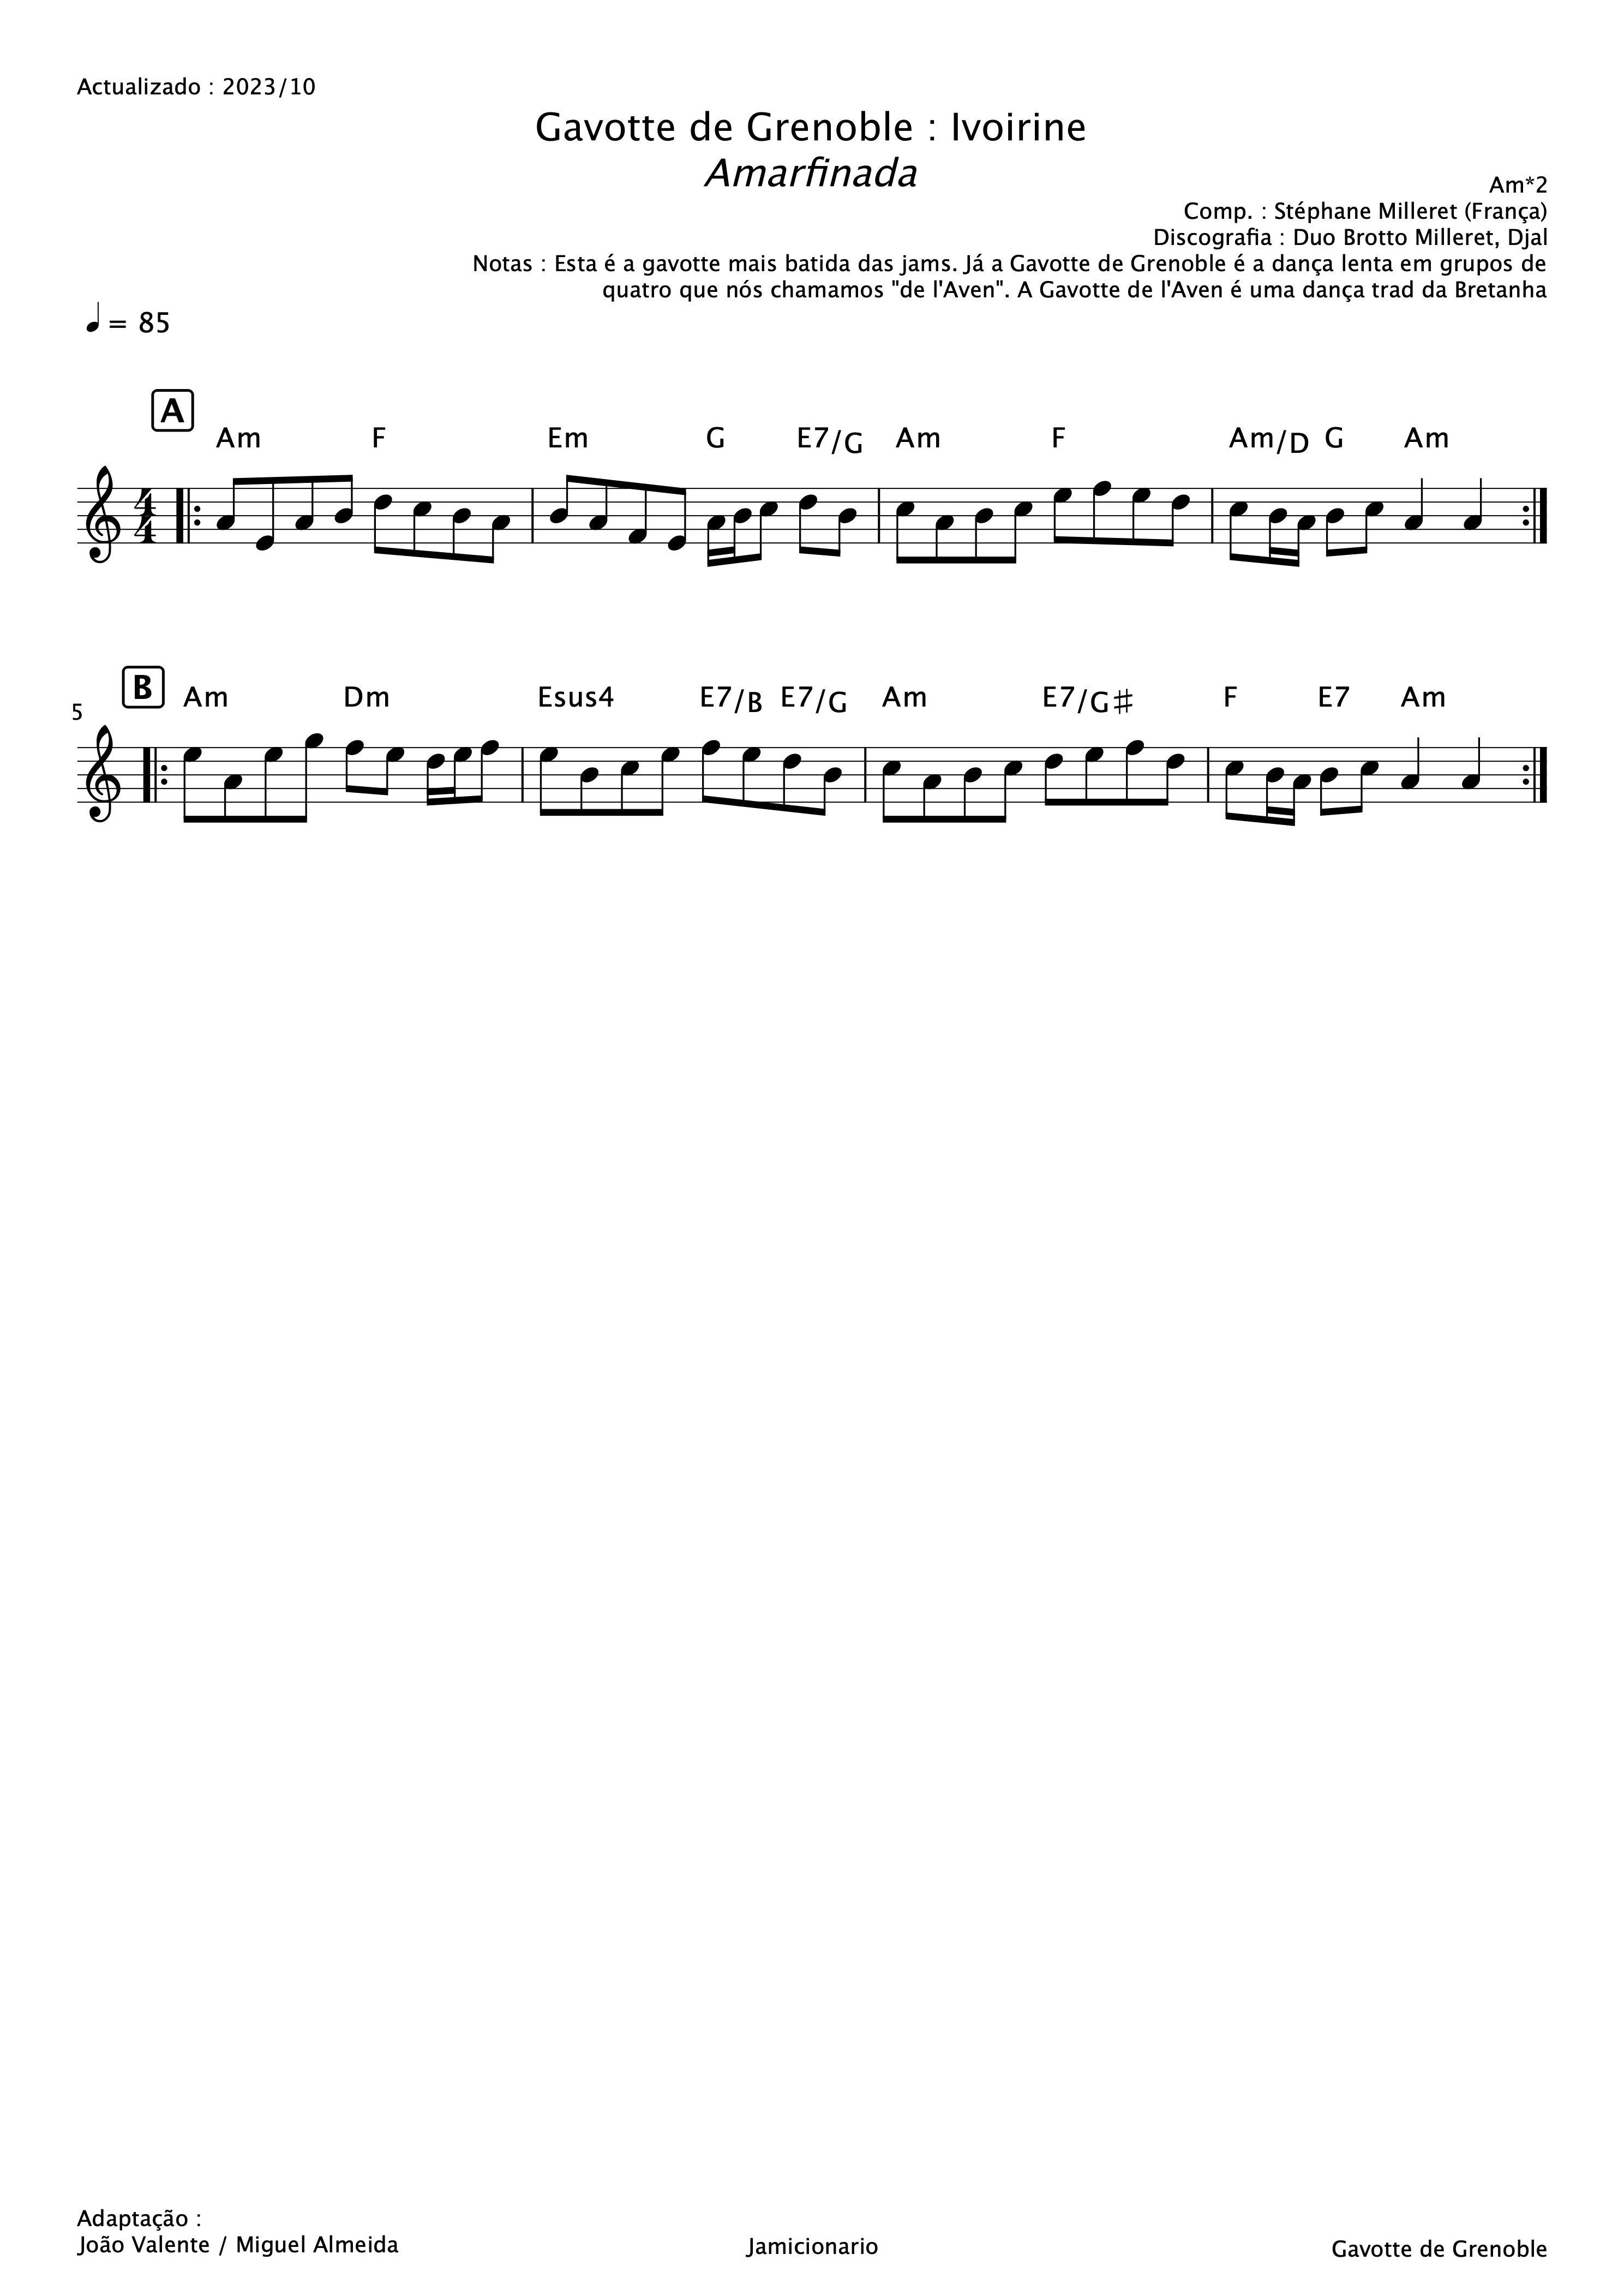 Actualizado : 2023/10
Gavotte de Grenoble : Ivoirine
Amarfinada
Am*2
Comp. : Stéphane Milleret (França)
Discografia : Duo Brotto Milleret, Djal
Notas : Esta é a gavotte mais batida das jams. Já a Gavotte de Grenoble é a dança lenta em grupos de
quatro que nós chamamos "de l'Aven". A Gavotte de l'Aven é uma dança trad da Bretanha
= 85
A
Am F Em G E7/G Am F Am/D G Am
4
4
B
5 Am Dm Esus4 E7/B E7/G Am E7/G♯ F E7 Am
Adaptação :
João Valente / Miguel Almeida
Jamicionario
Gavotte de Grenoble